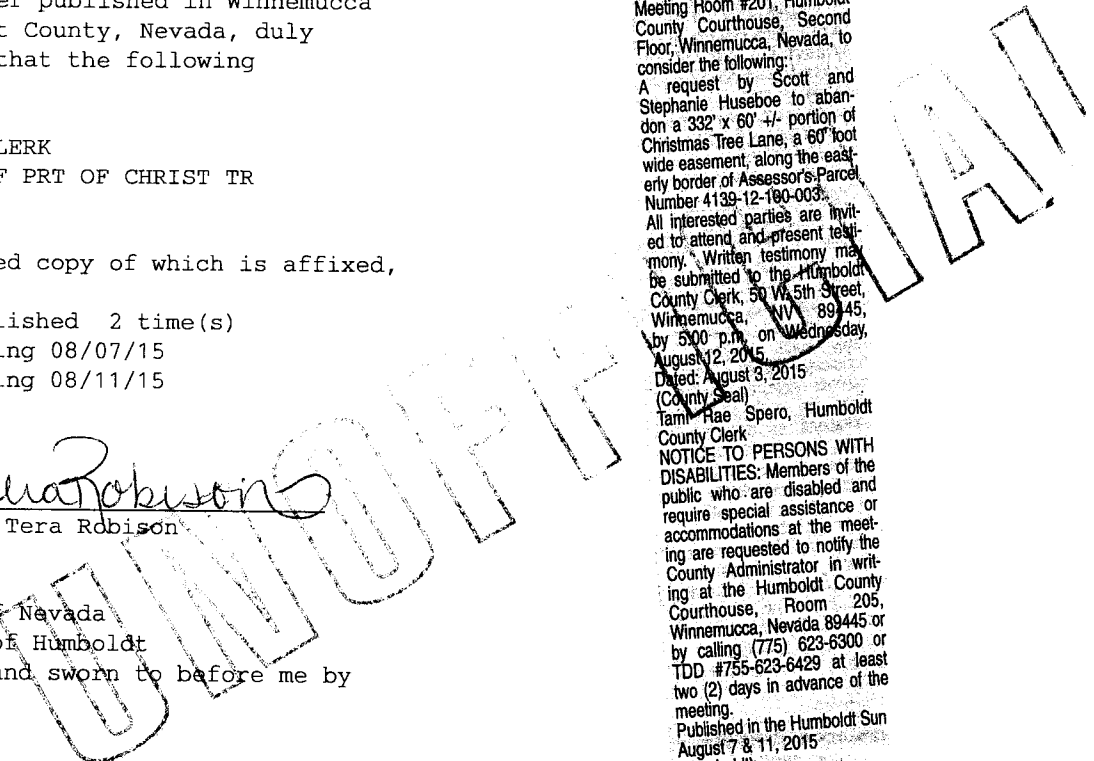 er published in Winnemucca
t County, Nevada, duly
that the following
LERK
F PRT OF CHRIST TR
ed copy of which is affixed,
lished 2 time(s)
ing 08/07/15
ing 08/11/15
Robison
Tera Robison
Nevada
of Humboldt
and sworn to before me by
Meeting Room #201, Humboldt
County Courthouse, Second
Floor, Winnemucca, Nevada, to
consider the following:
A request by Scott and
Stephanie Huseboe to aban-
don a 332' x 60' +/- portion of
Christmas Tree Lane, a 60' foot
wide easement, along the east-
erly border of Assessor's Parcel
Number 4139-12-100-003.
All interested parties are invit-
ed to attend and present testi-
mony. Written testimony may
be submitted to the Humboldt
County Clerk, 50 W. 5th Street,
Winnemucca, NV 89445,
by 5:00 p.m. on Wednesday,
August 12, 2015.
Dated: August 3, 2015
(County Seal)
Tami Rae Spero, Humboldt
County Clerk
NOTICE TO PERSONS WITH
DISABILITIES: Members of the
public who are disabled and
require special assistance or
accommodations at the meet-
ing are requested to notify the
County Administrator in writ-
ing at the Humboldt County
Courthouse, Room 205,
Winnemucca, Nevada 89445 or
by calling (775) 623-6300 or
TDD #755-623-6429 at least
two (2) days in advance of the
meeting.
Published in the Humboldt Sun
August 7 & 11, 2015
UNOFFICIAL